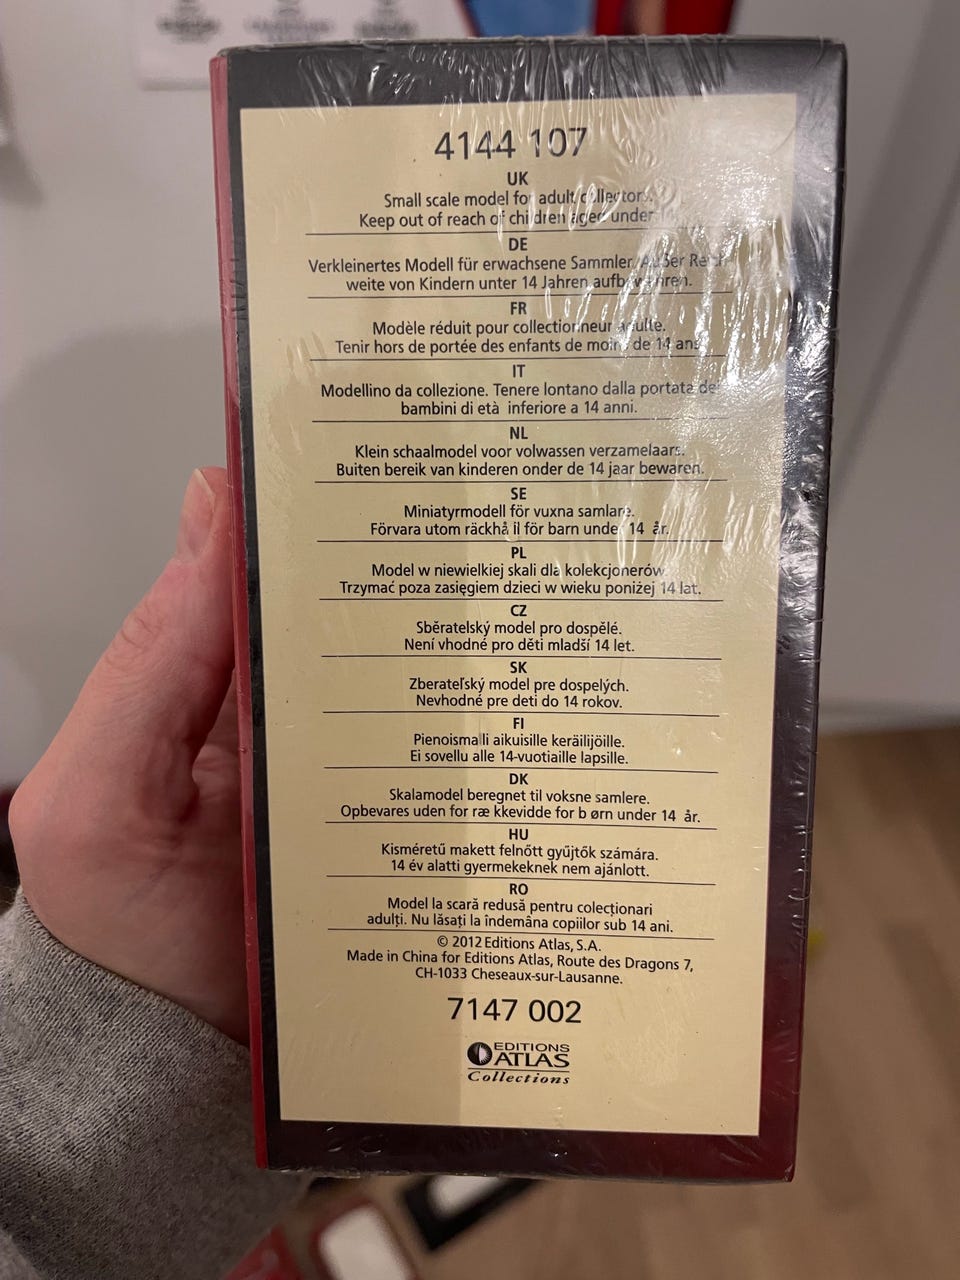 4144 107
UK
Small scale model for adult collectors.
Keep out of reach of children aged under 14.
DE
Verkleinertes Modell für erwachsene Sammler. Außer Reich-
weite von Kindern unter 14 Jahren aufbewahren.
FR
Modèle réduit pour collectionneur adulte.
Tenir hors de portée des enfants de moins de 14 ans
IT
Modellino da collezione. Tenere lontano dalla portata dei
bambini di età inferiore a 14 anni.
NL
Klein schaalmodel voor volwassen verzamelaars.
Buiten bereik van kinderen onder de 14 jaar bewaren.
SE
Miniatyrmodell för vuxna samlare.
Förvara utom räckhå ll för barn under 14 år.
PL
Model w niewielkiej skali dla kolekcjonerów
Trzymać poza zasięgiem dzieci w wieku poniżej 14 lat.
CZ
Sběratelský model pro dospělé.
Není vhodné pro děti mladší 14 let.
SK
Zberateľský model pre dospelých.
Nevhodné pre deti do 14 rokov.
FI
Pienoismalli aikuisille keräilijöille.
Ei sovellu alle 14-vuotiaille lapsille.
DK
Skalamodel beregnet til voksne samlere.
Opbevares uden for ræ kkevidde for b ørn under 14 år.
HU
Kisméretű makett felnőtt gyűjtők számára.
14 év alatti gyermekeknek nem ajánlott.
RO
Model la scară redusă pentru colecționari
adulți. Nu lăsați la îndemâna copiilor sub 14 ani.
© 2012 Editions Atlas, S.A.
Made in China for Editions Atlas, Route des Dragons 7,
CH-1033 Cheseaux-sur-Lausanne.
7147 002
EDITIONS
ATLAS
Collections